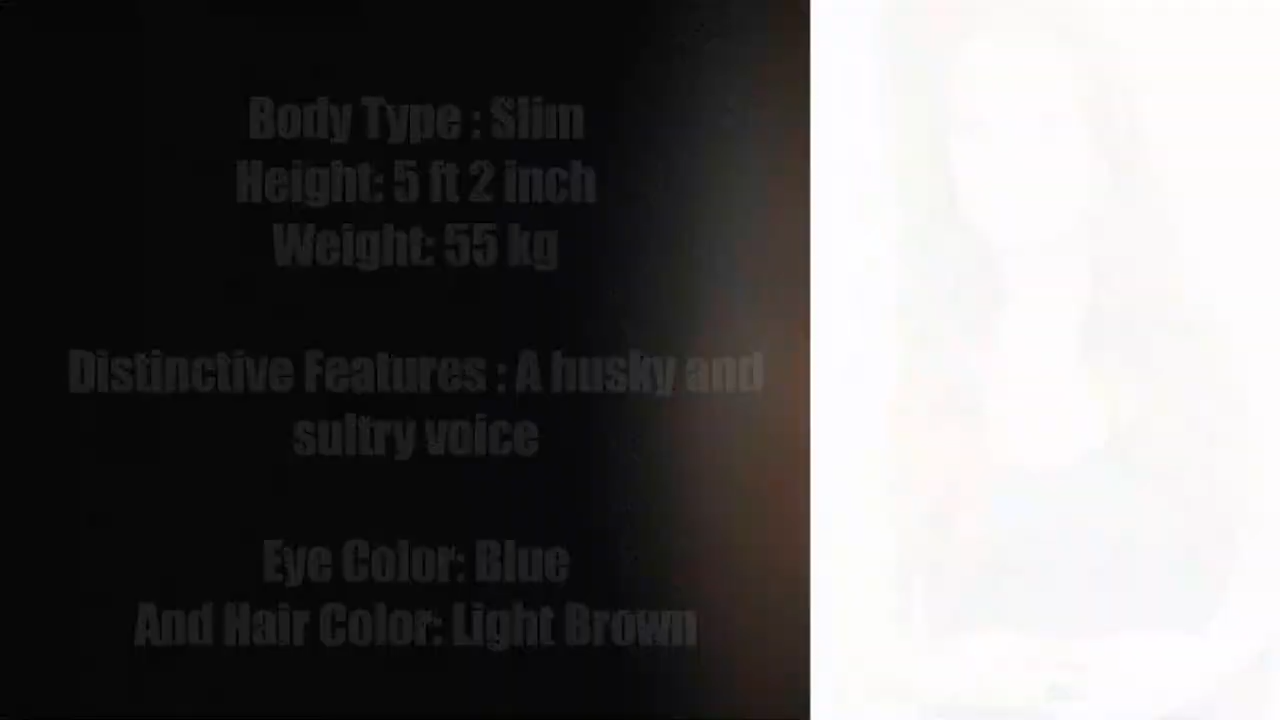 Body Type : Slim
Height: 5 ft 2 inch
Weight: 55 kg
Distinctive Features : A husky and
sultry voice
Eye Color: Blue
And Hair Color: Light Brown